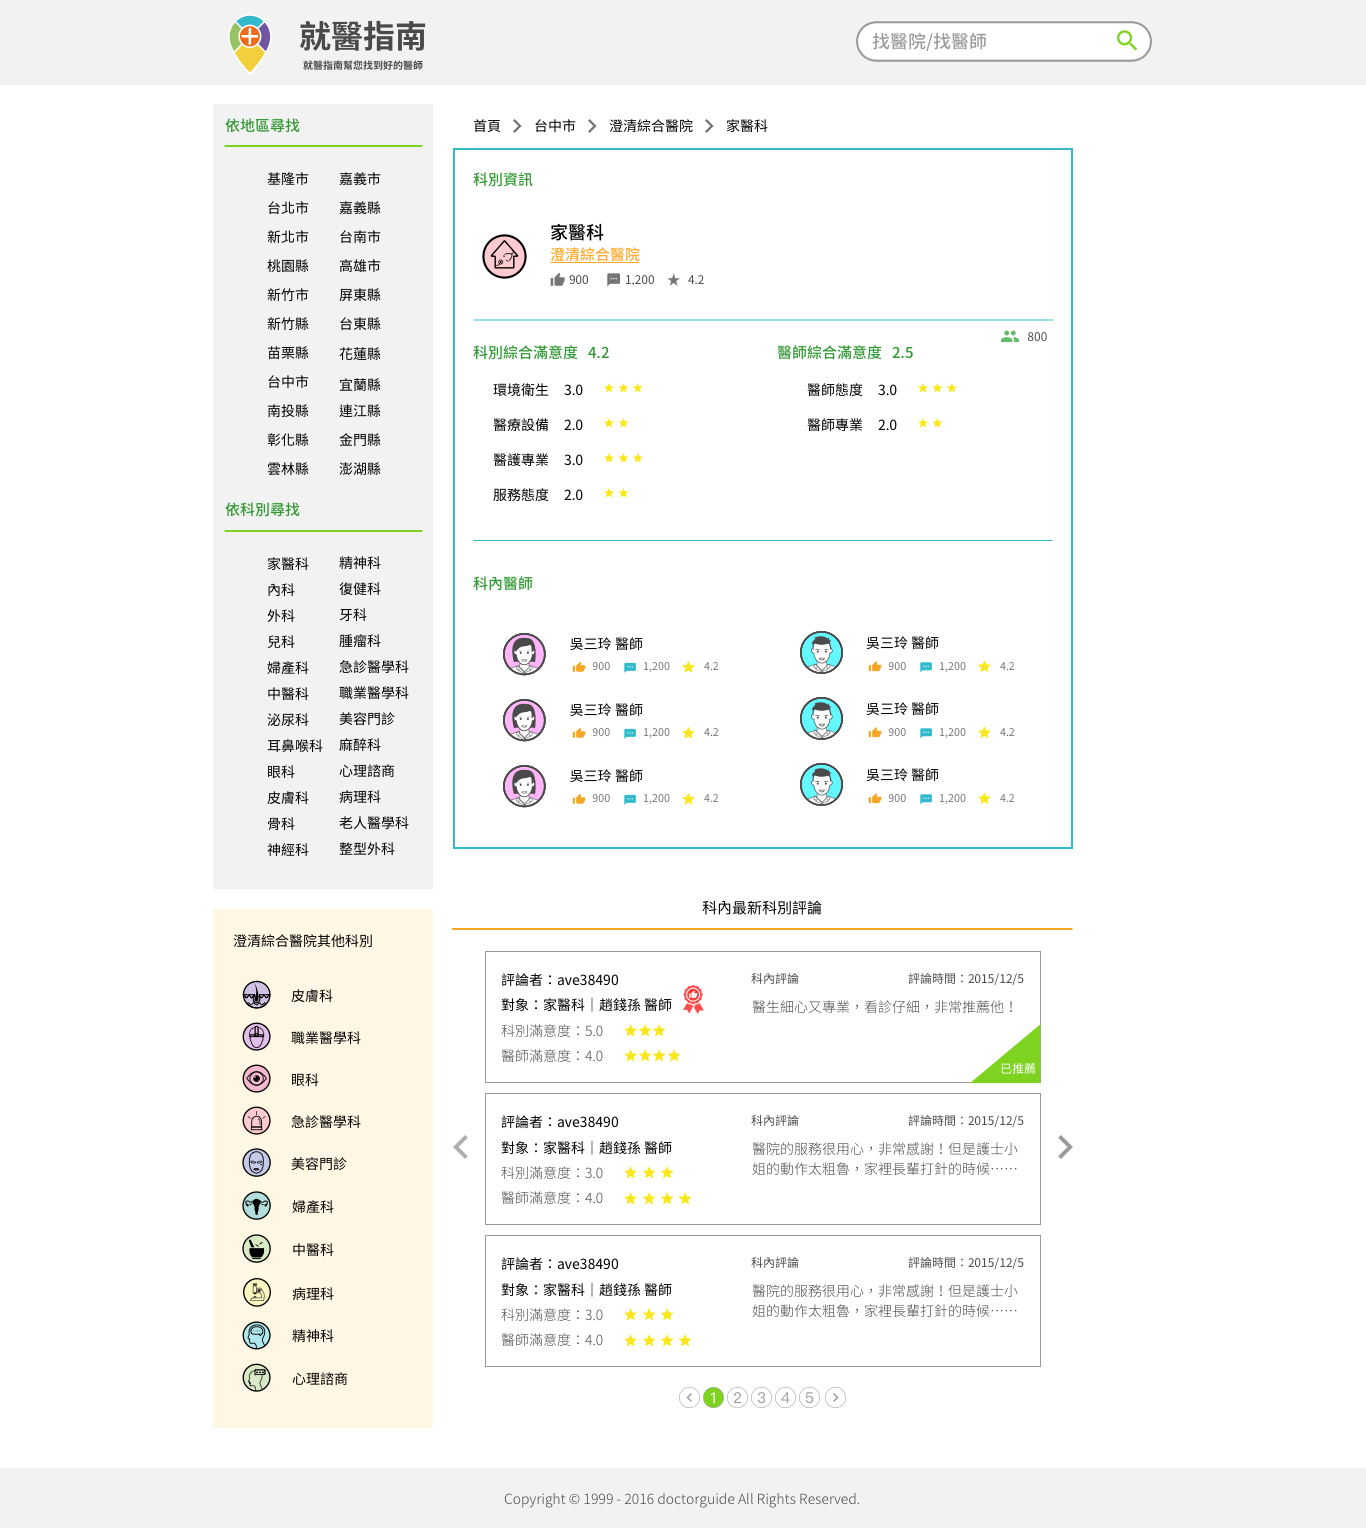 就醫指南
就醫指南幫您找到好的醫師
找醫院/找醫師
依地區尋找
基隆市 嘉義市
台北市 嘉義縣
新北市 台南市
桃園縣 高雄市
新竹市 屏東縣
新竹縣 台東縣
苗栗縣 花蓮縣
台中市 宜蘭縣
南投縣 連江縣
彰化縣 金門縣
雲林縣 澎湖縣
依科別尋找
家醫科 精神科
內科 復健科
外科 牙科
兒科 腫瘤科
婦產科 急診醫學科
中醫科 職業醫學科
泌尿科 美容門診
耳鼻喉科 麻醉科
眼科 心理諮商
皮膚科 病理科
骨科 老人醫學科
神經科 整型外科
澄清綜合醫院其他科別
皮膚科
職業醫學科
眼科
急診醫學科
美容門診
婦產科
中醫科
病理科
精神科
心理諮商
首頁 台中市 澄清綜合醫院 家醫科
科別資訊
家醫科
澄清綜合醫院
900 1,200 4.2
800
科別綜合滿意度 4.2 醫師綜合滿意度 2.5
環境衛生 3.0 醫師態度 3.0
醫療設備 2.0 醫師專業 2.0
醫護專業 3.0
服務態度 2.0
科內醫師
吳三玲 醫師 吳三玲 醫師
900 1,200 4.2 900 1,200 4.2
吳三玲 醫師 吳三玲 醫師
900 1,200 4.2 900 1,200 4.2
吳三玲 醫師 吳三玲 醫師
900 1,200 4.2 900 1,200 4.2
科內最新科別評論
評論者：ave38490 科內評論 評論時間：2015/12/5
對象：家醫科｜趙錢孫 醫師 醫生細心又專業，看診仔細，非常推薦他！
科別滿意度：5.0
醫師滿意度：4.0 已推薦
評論者：ave38490 科內評論 評論時間：2015/12/5
對象：家醫科｜趙錢孫 醫師 醫院的服務很用心，非常感謝！但是護士小
科別滿意度：3.0 姐的動作太粗魯，家裡長輩打針的時候⋯⋯
醫師滿意度：4.0
評論者：ave38490 科內評論 評論時間：2015/12/5
對象：家醫科｜趙錢孫 醫師 醫院的服務很用心，非常感謝！但是護士小
科別滿意度：3.0 姐的動作太粗魯，家裡長輩打針的時候⋯⋯
醫師滿意度：4.0
1 2 3 4 5
Copyright © 1999 - 2016 doctorguide All Rights Reserved.